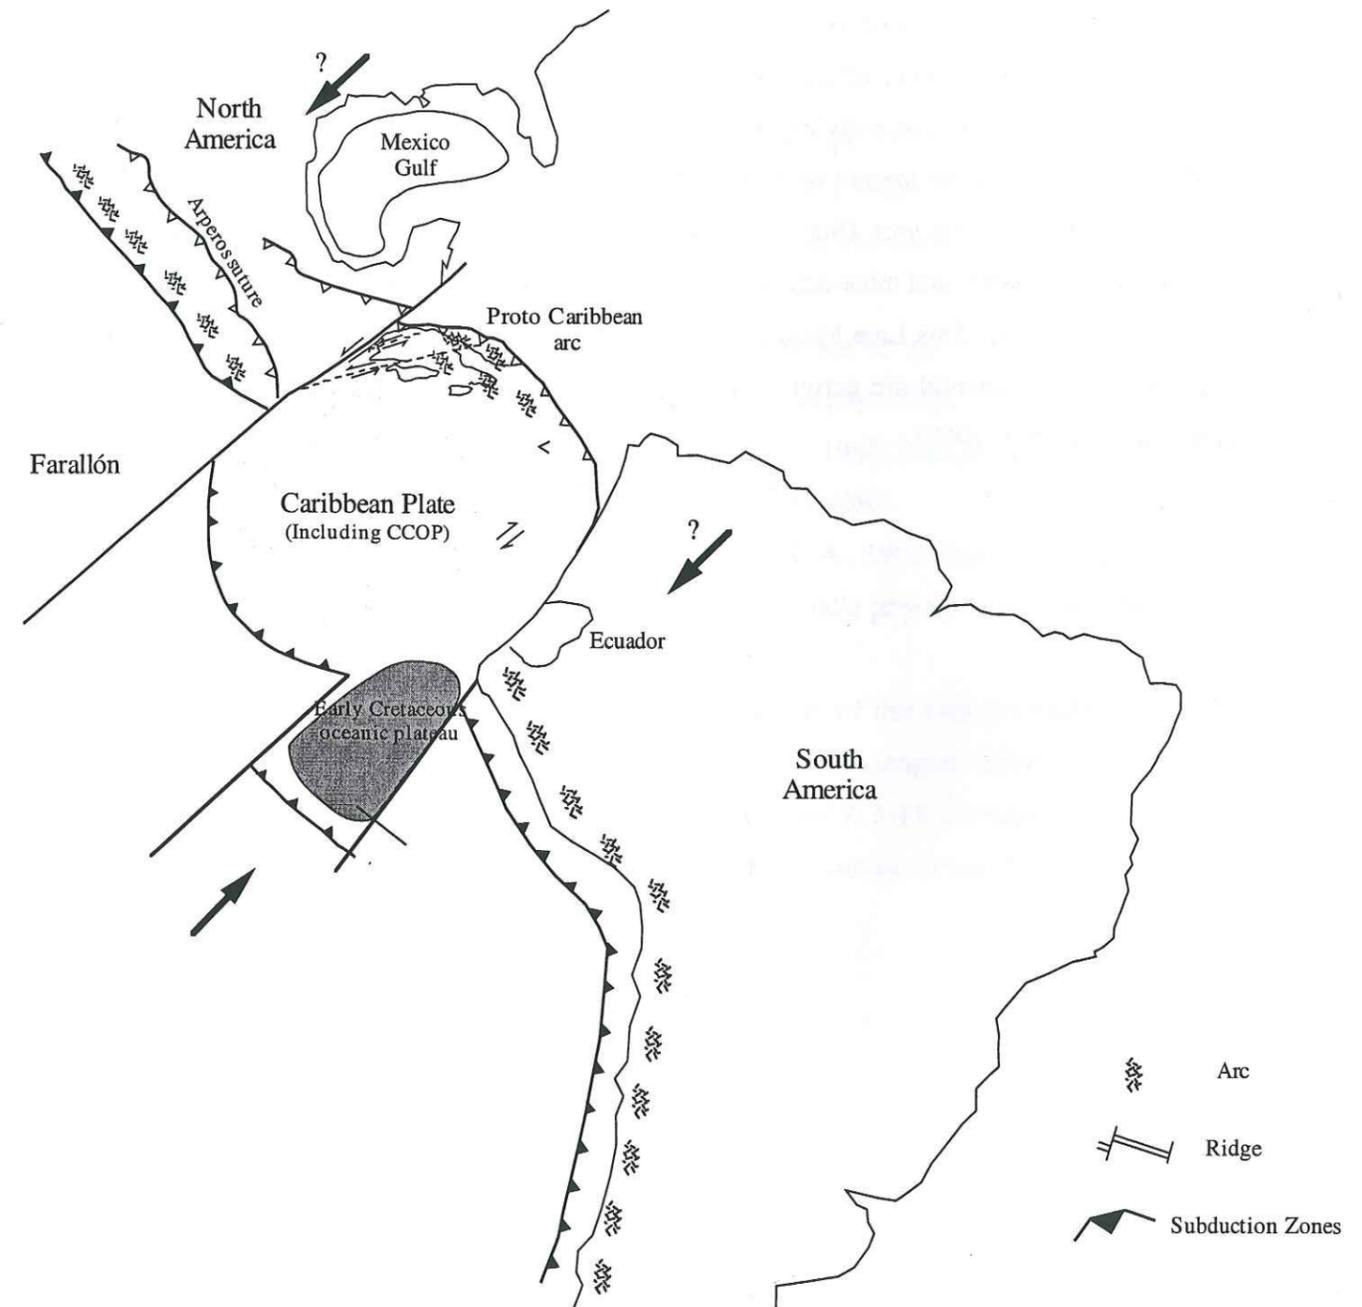 ?
North
America
Mexico
Gulf
Arperos suture
Proto Caribbean
arc
Farallón
Caribbean Plate
(Including CCOP)
?
Ecuador
Early Cretaceous
oceanic plateau
South
America
Arc
Ridge
Subduction Zones